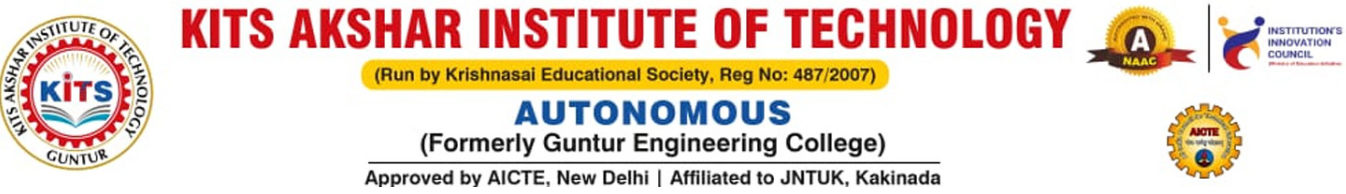 KITS AKSHAR INSTITUTE OF TECHNOLOGY
KiTS
GUNTUR
KITS AKSHAR INSTITUTE OF TECHNOLOGY
(Run by Krishnasai Educational Society, Reg No: 487/2007)
AUTONOMOUS
(Formerly Guntur Engineering College)
Approved by AICTE, New Delhi | Affiliated to JNTUK, Kakinada
A
NAAC
INSTITUTION'S
INNOVATION
COUNCIL
AICTE